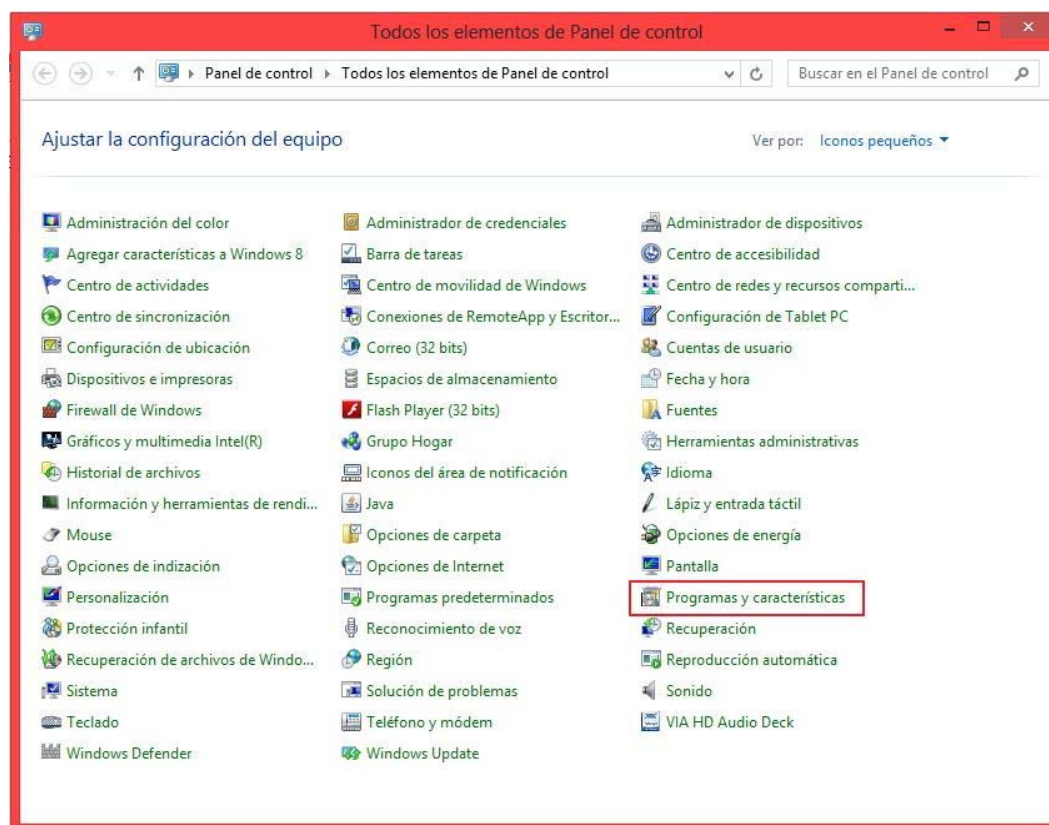 Todos los elementos de Panel de control
Panel de control Todos los elementos de Panel de control Buscar en el Panel de control
Ajustar la configuración del equipo Ver por: Iconos pequeños
Administración del color Administrador de credenciales Administrador de dispositivos
Agregar características a Windows 8 Barra de tareas Centro de accesibilidad
Centro de actividades Centro de movilidad de Windows Centro de redes y recursos comparti...
Centro de sincronización Conexiones de RemoteApp y Escritor... Configuración de Tablet PC
Configuración de ubicación Correo (32 bits) Cuentas de usuario
Dispositivos e impresoras Espacios de almacenamiento Fecha y hora
Firewall de Windows Flash Player (32 bits) Fuentes
Gráficos y multimedia Intel(R) Grupo Hogar Herramientas administrativas
Historial de archivos Iconos del área de notificación Idioma
Información y herramientas de rendi... Java Lápiz y entrada táctil
Mouse Opciones de carpeta Opciones de energía
Opciones de indización Opciones de Internet Pantalla
Personalización Programas predeterminados Programas y características
Protección infantil Reconocimiento de voz Recuperación
Recuperación de archivos de Windo... Región Reproducción automática
Sistema Solución de problemas Sonido
Teclado Teléfono y módem VIA HD Audio Deck
Windows Defender Windows Update